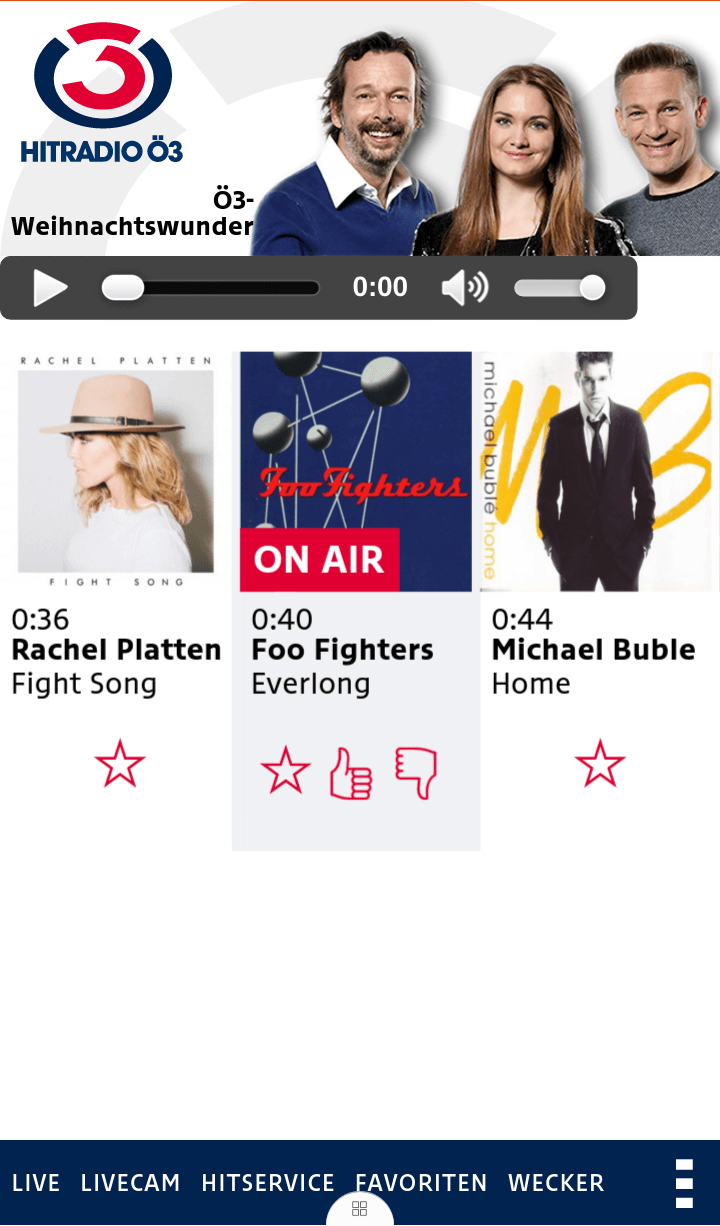 3
HITRADIO Ö3
Ö3-
Weihnachtswunder
0:00
RACHEL PLATTEN
FIGHT SONG
Foo Fighters
ON AIR
michael bublé home
0:36
Rachel Platten
Fight Song
0:40
Foo Fighters
Everlong
0:44
Michael Buble
Home
LIVE LIVECAM HITSERVICE FAVORITEN WECKER